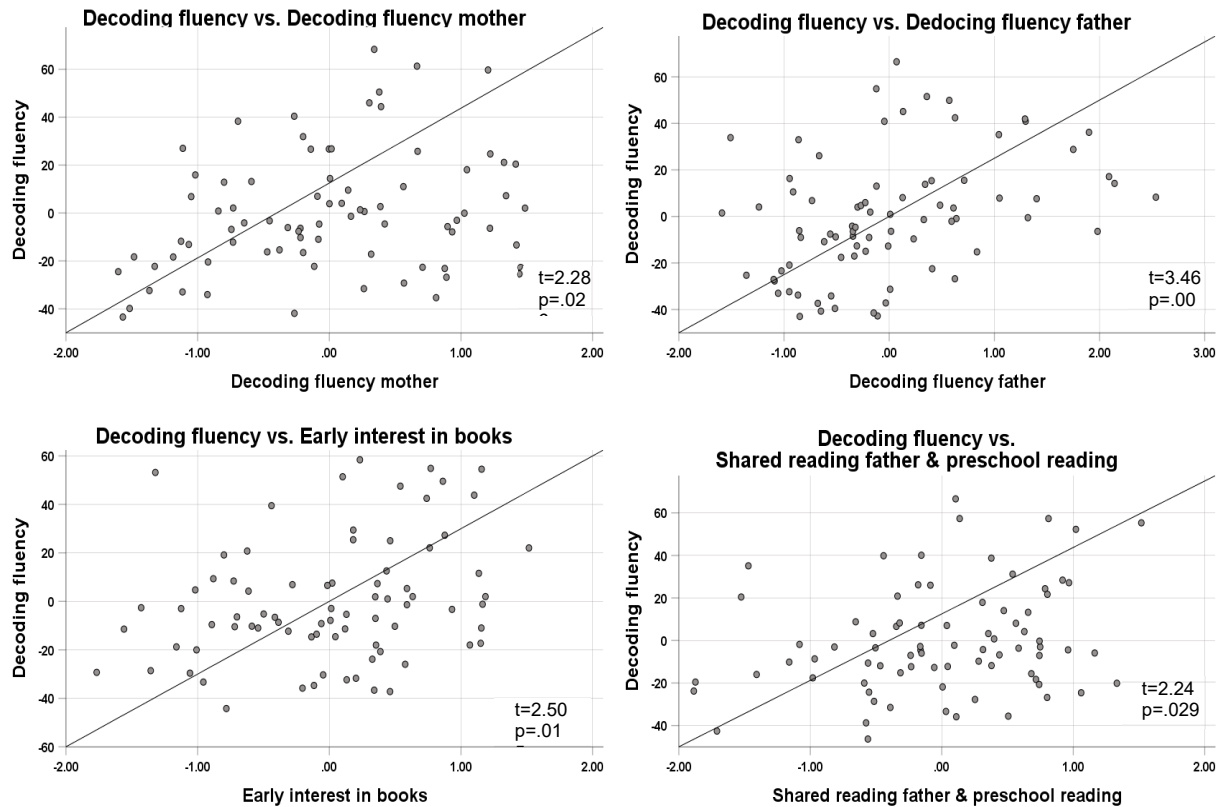 Decoding fluency vs. Decoding fluency mother
Decoding fluency
60
40
20
0
-20
-40
t=2.28
p=.02
-2.00
-1.00
.00
1.00
2.00
Decoding fluency mother
Decoding fluency vs. Dedocing fluency father
Decoding fluency
60
40
20
0
-20
-40
t=3.46
p=.00
-2.00
-1.00
.00
1.00
2.00
3.00
Decoding fluency father
Decoding fluency vs. Early interest in books
Decoding fluency
60
40
20
0
-20
-40
-60
t=2.50
p=.01
-2.00
-1.00
.00
1.00
2.00
Early interest in books
Decoding fluency vs.
Shared reading father & preschool reading
Decoding fluency
60
40
20
0
-20
-40
t=2.24
p=.029
-2.00
-1.00
.00
1.00
2.00
Shared reading father & preschool reading